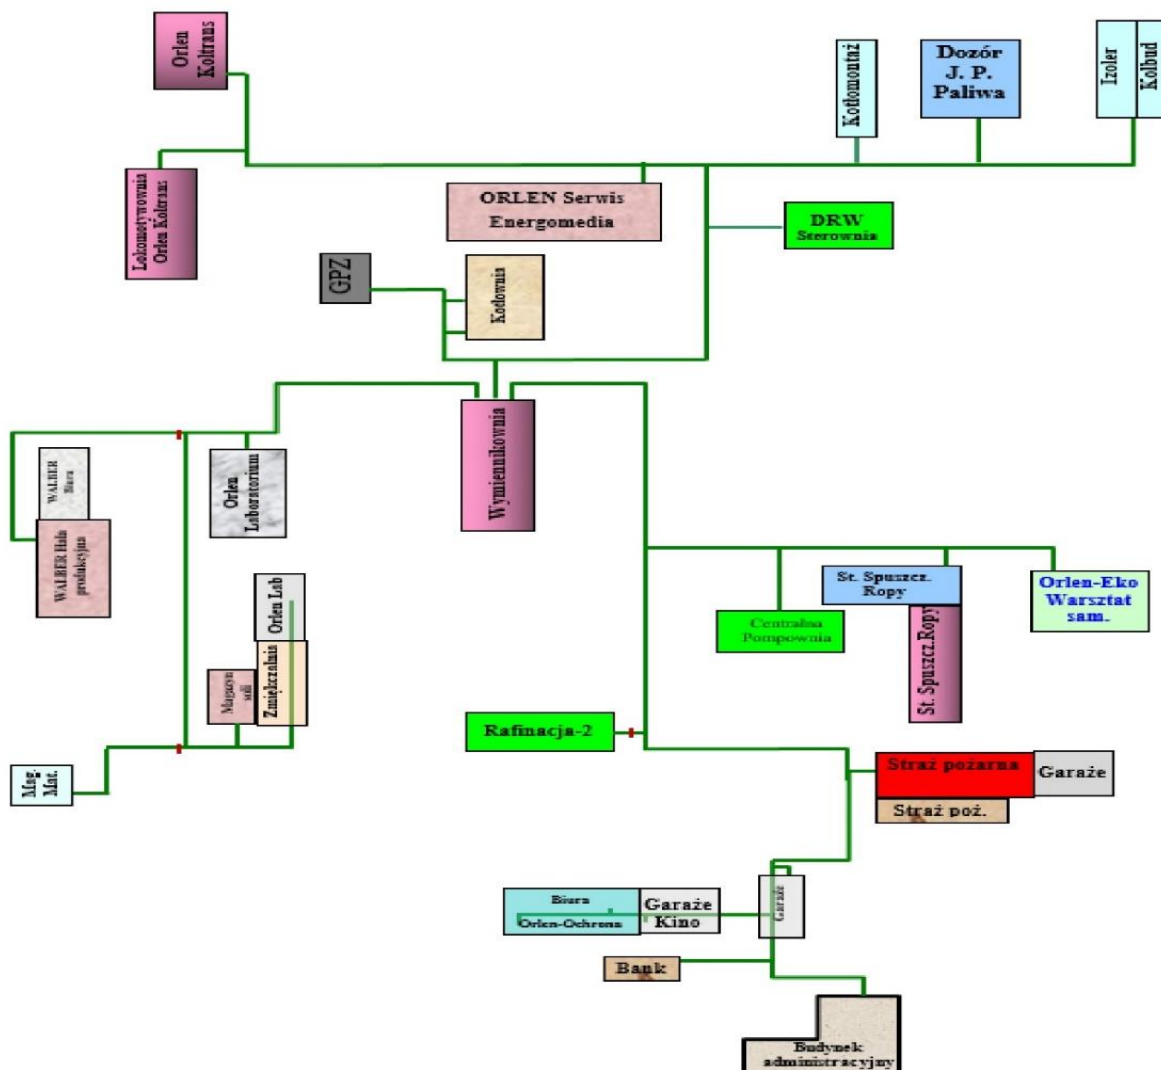 Orlen
Koltrans
Kotłomontaż
Dozór
J. P.
Paliwa
Izoler
Kolbud
Lokomotywownia
Orlen Koltrans
ORLEN Serwis
Energomedia
DRW
Sterownia
GPZ
Kotłownia
Wymiennikownia
WALBER
Biura
WALBER Hala
produkcyjna
Orlen
Laboratorium
St. Spuszcz.
Ropy
Orlen-Eko
Warsztat
sam.
Centralna
Pompownia
St. Spuszcz.Ropy
Orlen Lab
Zmiękczalnia
Magazyn
soli
Rafinacja-2
Mag.
Mat.
Straż pożarna
Garaże
Straż poż.
Biura
Orlen-Ochrona
Garaże
Kino
Garaże
Bank
Budynek
administracyjny